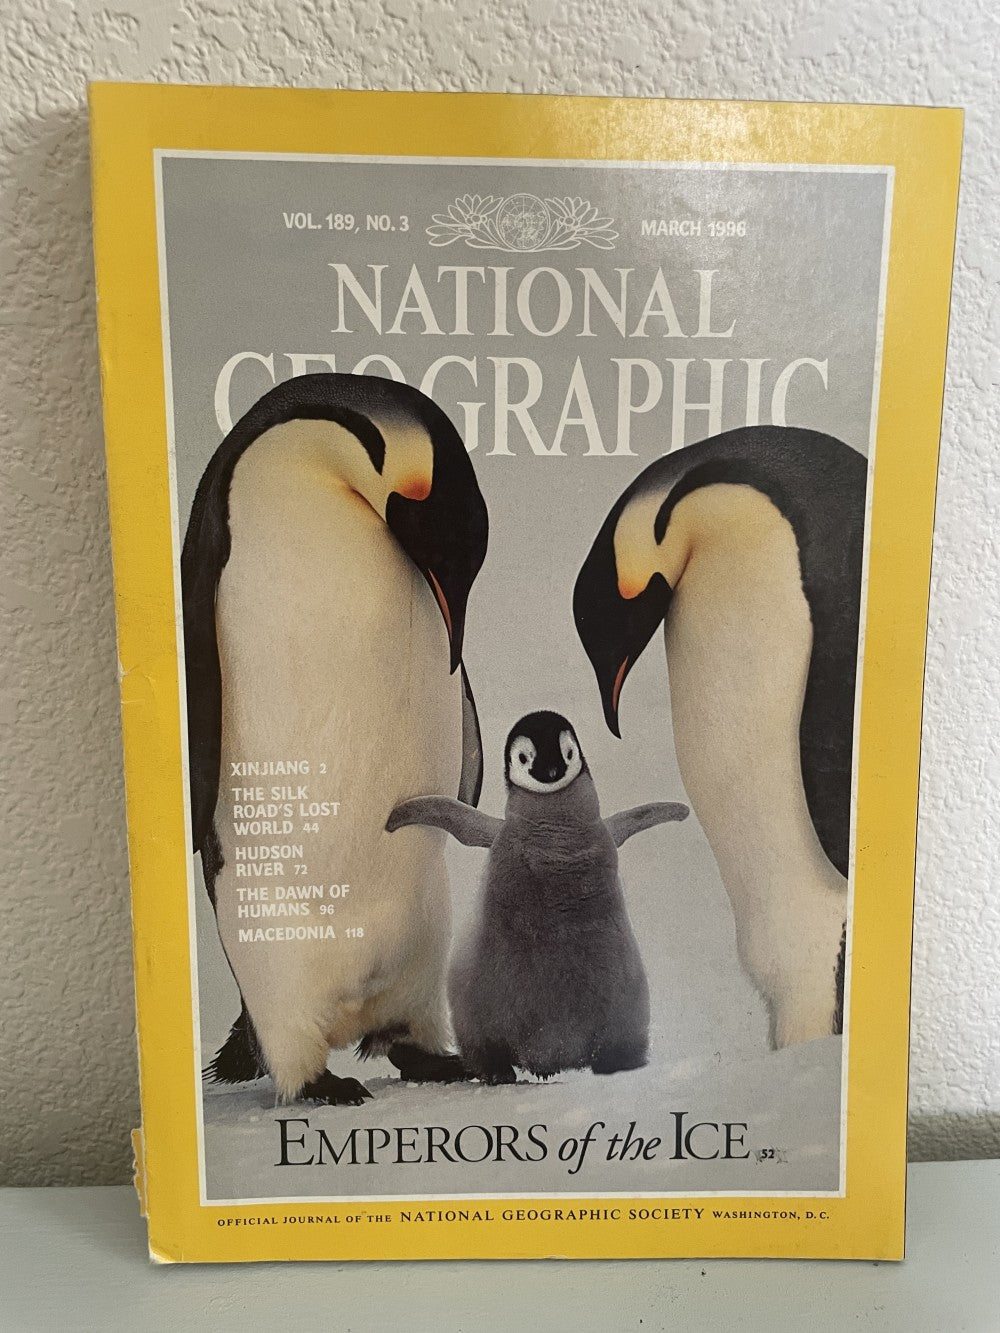 VOL. 189, NO. 3
MARCH 1996
NATIONAL
GEOGRAPHIC
XINJIANG 2
THE SILK
ROAD'S LOST
WORLD 44
HUDSON
RIVER 72
THE DAWN OF
HUMANS 96
MACEDONIA 118
EMPERORS of the ICE 52
OFFICIAL JOURNAL OF THE NATIONAL GEOGRAPHIC SOCIETY WASHINGTON, D.C.